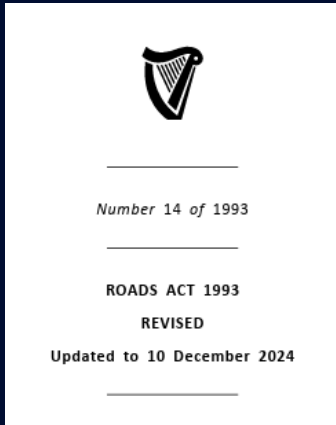 Number 14 of 1993
ROADS ACT 1993
REVISED
Updated to 10 December 2024